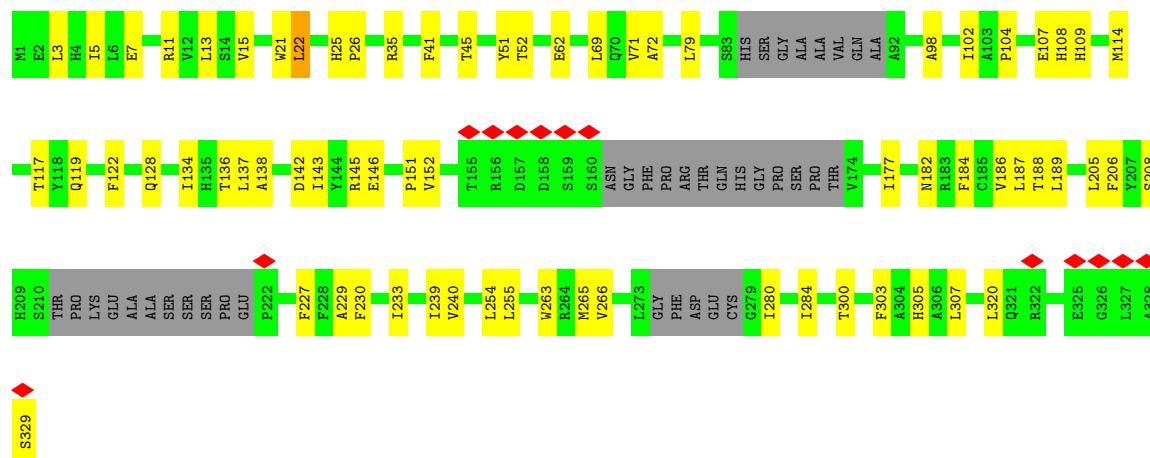 M1 E2 L3 H4 I5 L6 E7 R11 V12 L13 S14 V15 W21 L22 H25 P26 R35 F41 T45 Y51 T52 E62 L69 Q70 V71 A72 L79 S83 HIS SER GLY ALA ALA VAL GLN ALA A92 A98 I102 A103 P104 E107 H108 H109 M114
T117 Y118 Q119 F122 Q128 I134 H135 T136 L137 A138 D142 I143 Y144 R145 E146 P151 V152 T155 R156 D157 D158 S159 S160 ASN GLY PHE PRO ARG THR GLN HIS GLY PRO SER PRO THR V174 I177 N182 R183 F184 C185 V186 L187 T188 L189 L205 F206 Y207 S208
H209 S210 THR PRO LYS GLU ALA ALA SER SER SER PRO GLU P222 F227 F228 A229 F230 I233 I239 V240 L254 L255 W263 R264 M265 V266 L273 GLY PHE ASP GLU CYS G279 I280 I284 T300 F303 A304 H305 A306 L307 L320 Q321 R322 E325 G326 L327 A328
S329